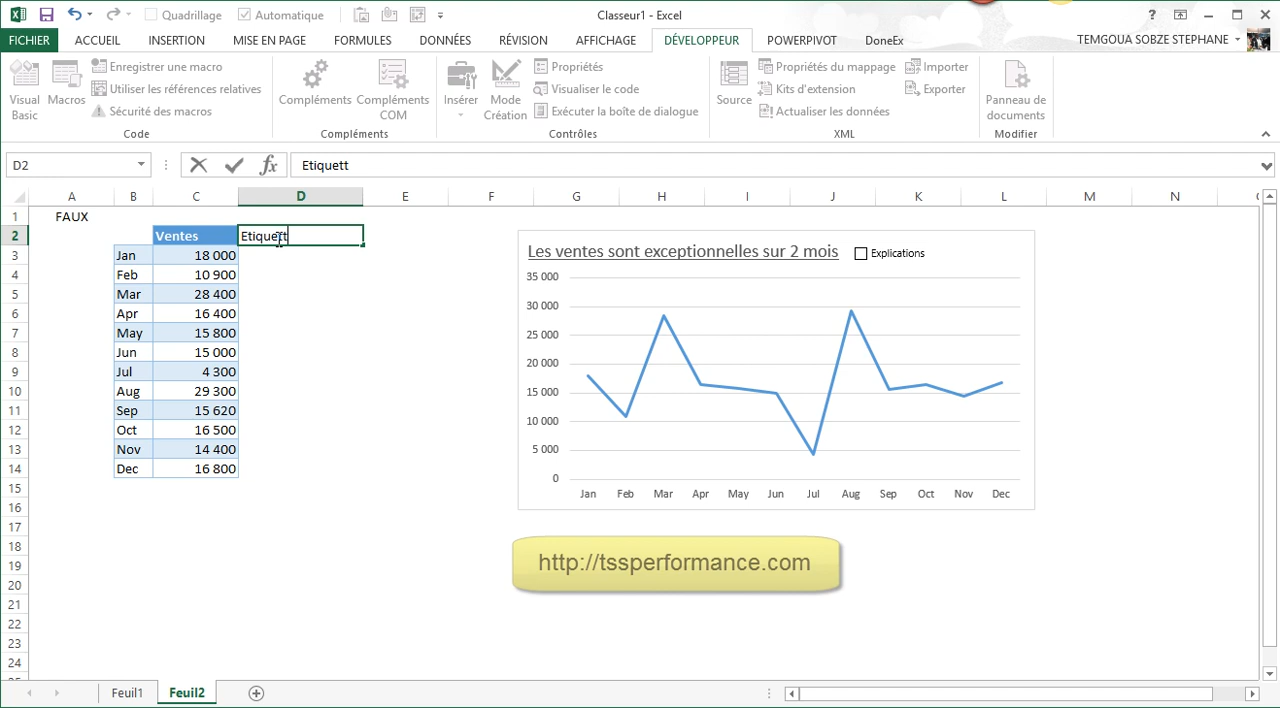 Quadrillage Automatique Classeur1 - Excel ?
FICHIER ACCUEIL INSERTION MISE EN PAGE FORMULES DONNÉES RÉVISION AFFICHAGE DÉVELOPPEUR POWERPIVOT DoneEx TEMGOUA SOBZE STEPHANE
Visual Basic
Macros
Enregistrer une macro
Utiliser les références relatives
Sécurité des macros
Code
Compléments
Compléments COM
Compléments
Insérer
Mode Création
Propriétés
Visualiser le code
Exécuter la boîte de dialogue
Contrôles
Source
Propriétés du mappage
Kits d'extension
Actualiser les données
Importer
Exporter
XML
Panneau de documents
Modifier
D2 fx Etiquett
A B C D E F G H I J K L M N
1 FAUX
2 Ventes Etiquett
3 Jan 18 000
4 Feb 10 900
5 Mar 28 400
6 Apr 16 400
7 May 15 800
8 Jun 15 000
9 Jul 4 300
10 Aug 29 300
11 Sep 15 620
12 Oct 16 500
13 Nov 14 400
14 Dec 16 800
15
16
17
18
19
20
21
22
23
24
Les ventes sont exceptionnelles sur 2 mois Explications
35 000
30 000
25 000
20 000
15 000
10 000
5 000
0
Jan Feb Mar Apr May Jun Jul Aug Sep Oct Nov Dec
http://tssperformance.com
Feuil1 Feuil2